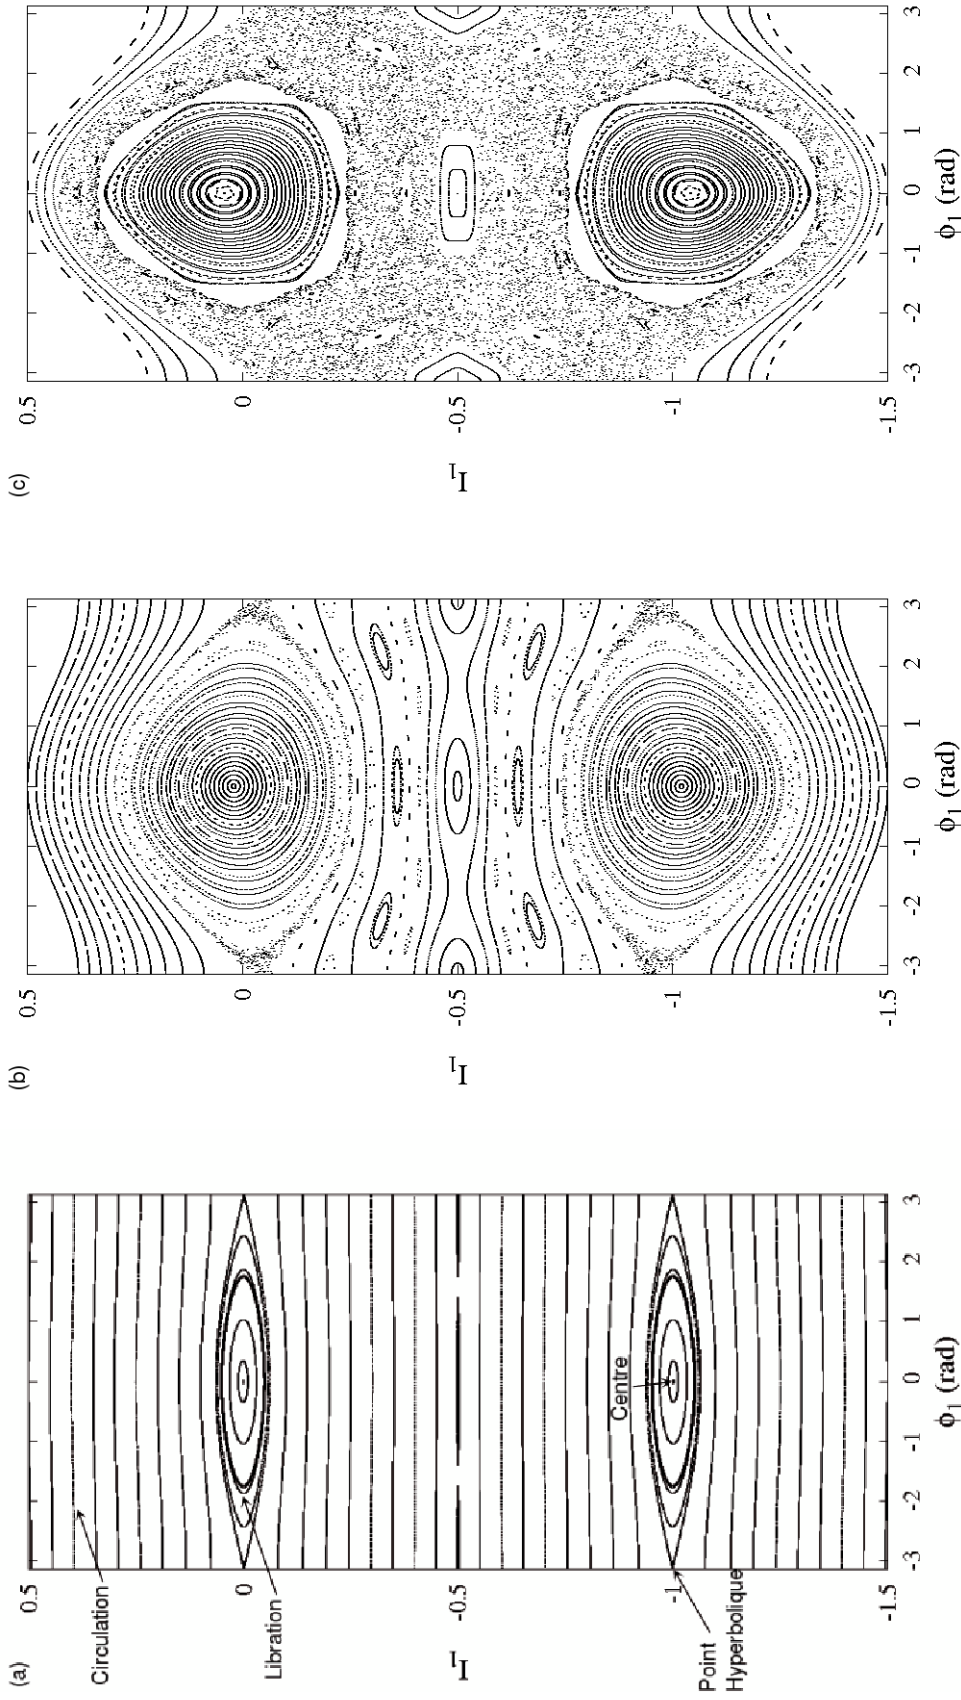 (a)
I₁
0.5
0
-0.5
-1
-1.5
-3
-2
-1
0
1
2
3
ϕ₁ (rad)
Circulation
Libration
Centre
Point
Hyperbolique
(b)
I₁
0.5
0
-0.5
-1
-1.5
-3
-2
-1
0
1
2
3
ϕ₁ (rad)
(c)
I₁
0.5
0
-0.5
-1
-1.5
-3
-2
-1
0
1
2
3
ϕ₁ (rad)